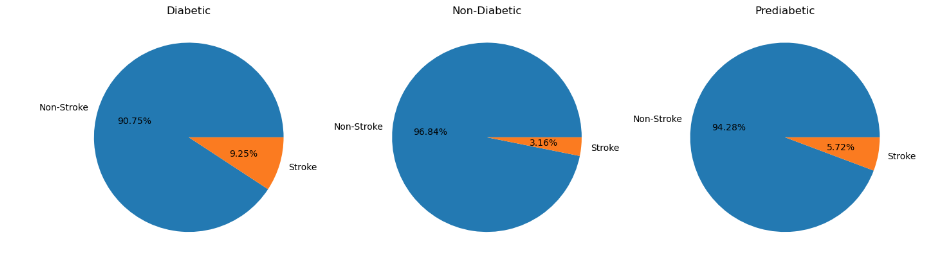 Diabetic
Non-Stroke
90.75%
9.25%
Stroke
Non-Diabetic
Non-Stroke
96.84%
3.16%
Stroke
Prediabetic
Non-Stroke
94.28%
5.72%
Stroke